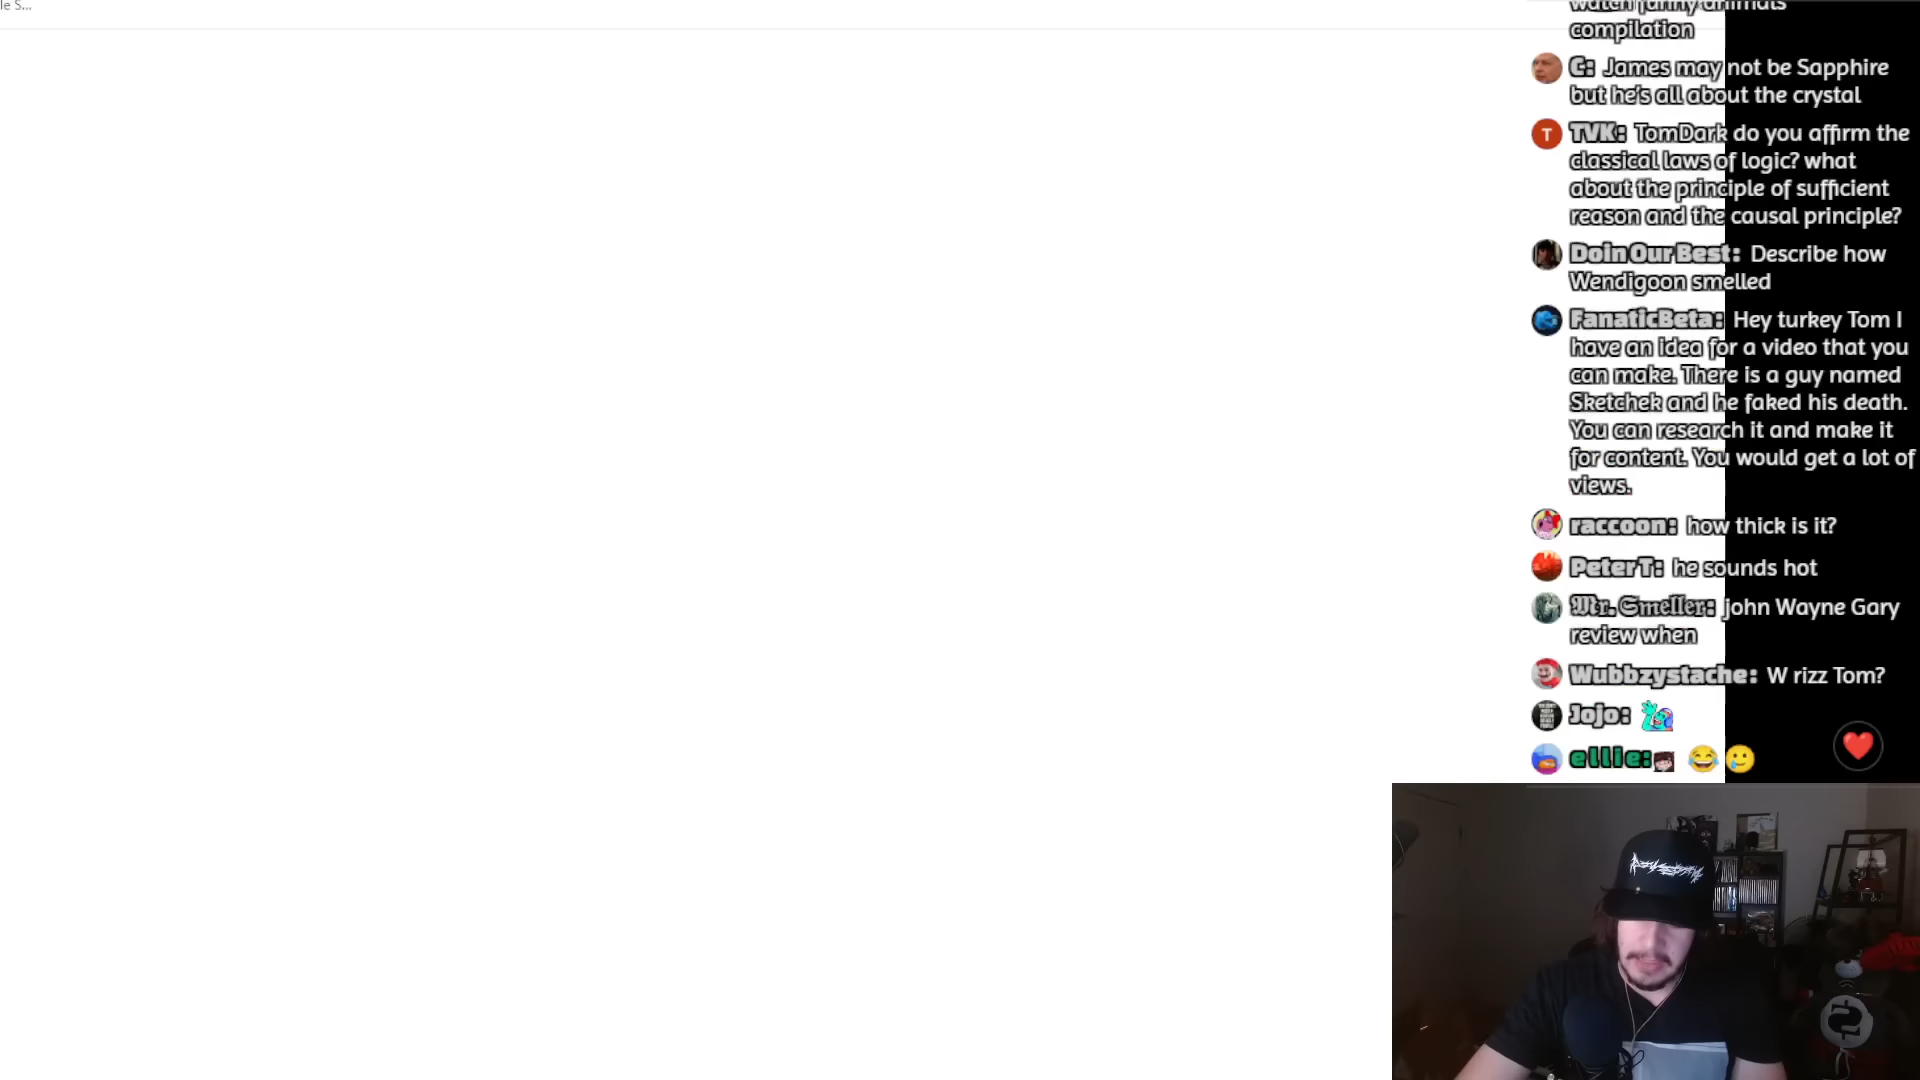 le S...
watch funny animals
compilation
C: James may not be Sapphire
but he's all about the crystal
T
TVK: TomDark do you affirm the
classical laws of logic? what
about the principle of sufficient
reason and the causal principle?
DoinOurBest: Describe how
Wendigoon smelled
FanaticBeta: Hey turkey Tom I
have an idea for a video that you
can make. There is a guy named
Sketchek and he faked his death.
You can research it and make it
for content. You would get a lot of
views.
raccoon: how thick is it?
PeterT: he sounds hot
Mr. Smeller: john Wayne Gary
review when
Wubbzystache: W rizz Tom?
Jojo:
ellie: